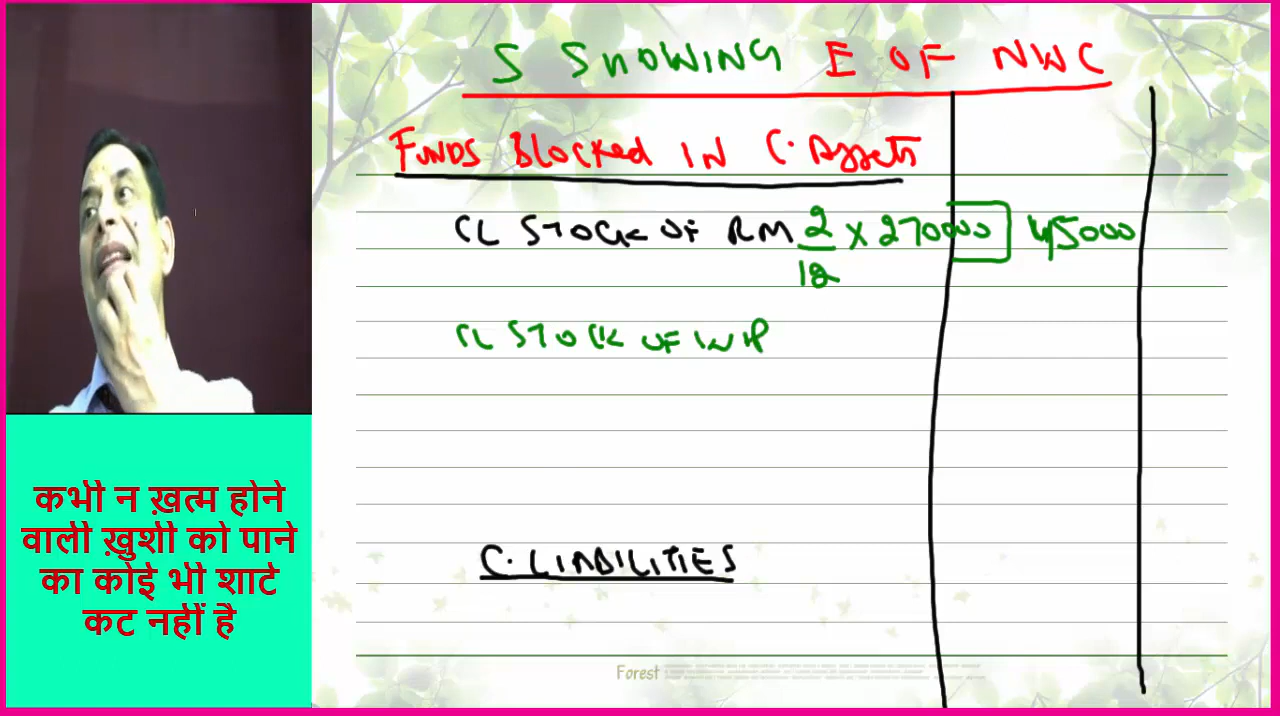 S SHOWING E OF NWC
FUNDS Blocked IN C. Assets
CL STOCK OF RM 2/12 x 270000 45000
CL STOCK OF WIP
C. LIABILITIES
Forest
कभी न ख़त्म होने
वाली ख़ुशी को पाने
का कोई भी शार्ट
कट नहीं है